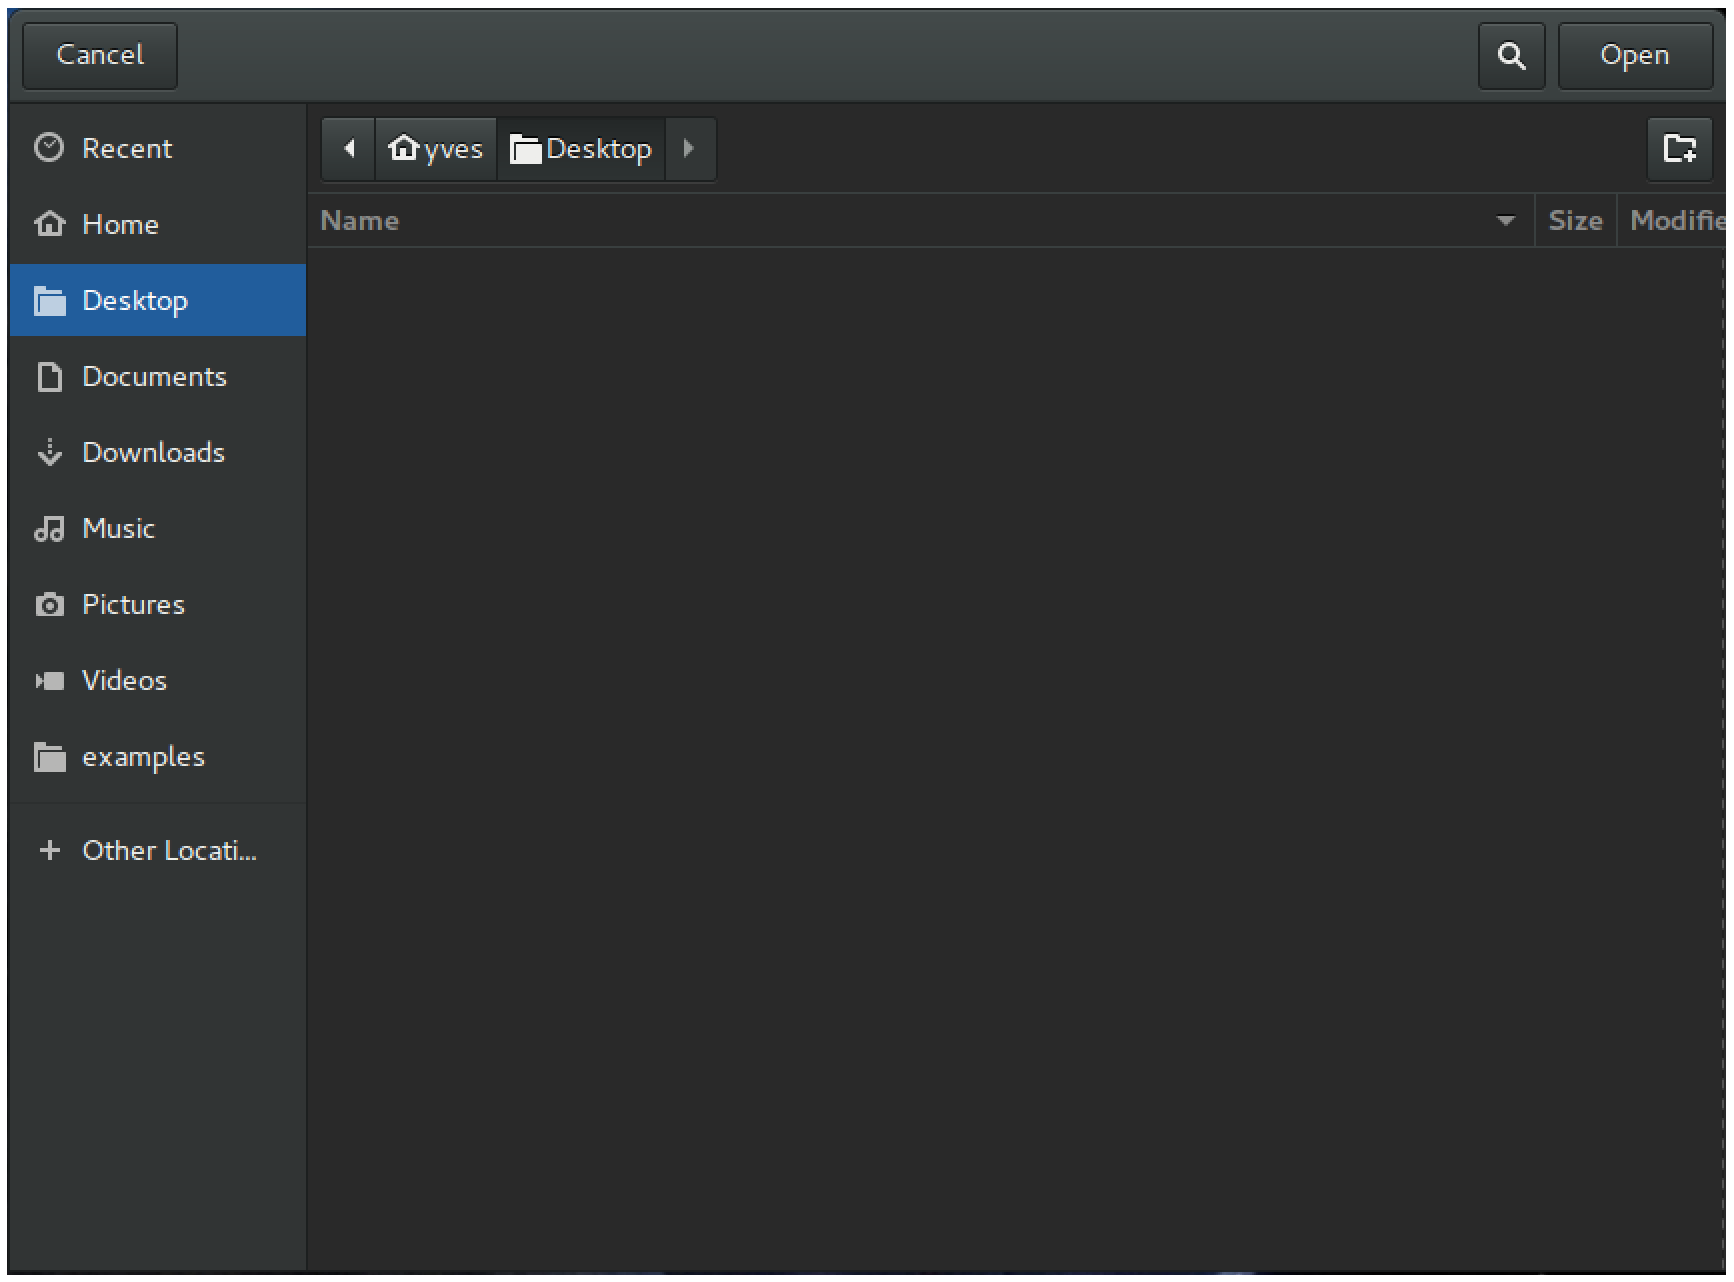 Cancel
Open
Recent
Home
Desktop
Documents
Downloads
Music
Pictures
Videos
examples
Other Locati...
yves Desktop
Name Size Modifie